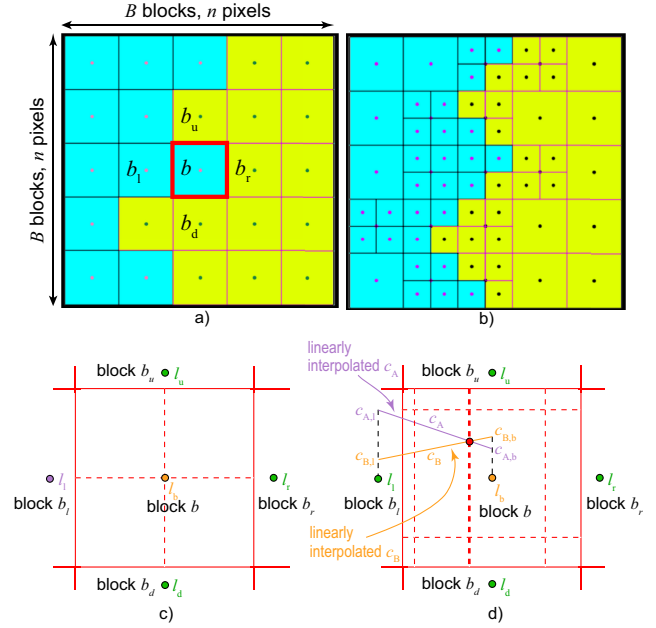 B blocks, n pixels
B blocks, n pixels
b_u
b_l b b_r
b_d
a) b)
block b_u l_u
l_l l_b l_r
block b_l block b block b_r
block b_d l_d
c)
linearly
interpolated c_A
block b_u l_u
c_A,l c_A
c_B,b
c_B,l c_B c_A,b
l_l l_b l_r
block b_l block b block b_r
linearly
interpolated c_B
block b_d l_d
d)